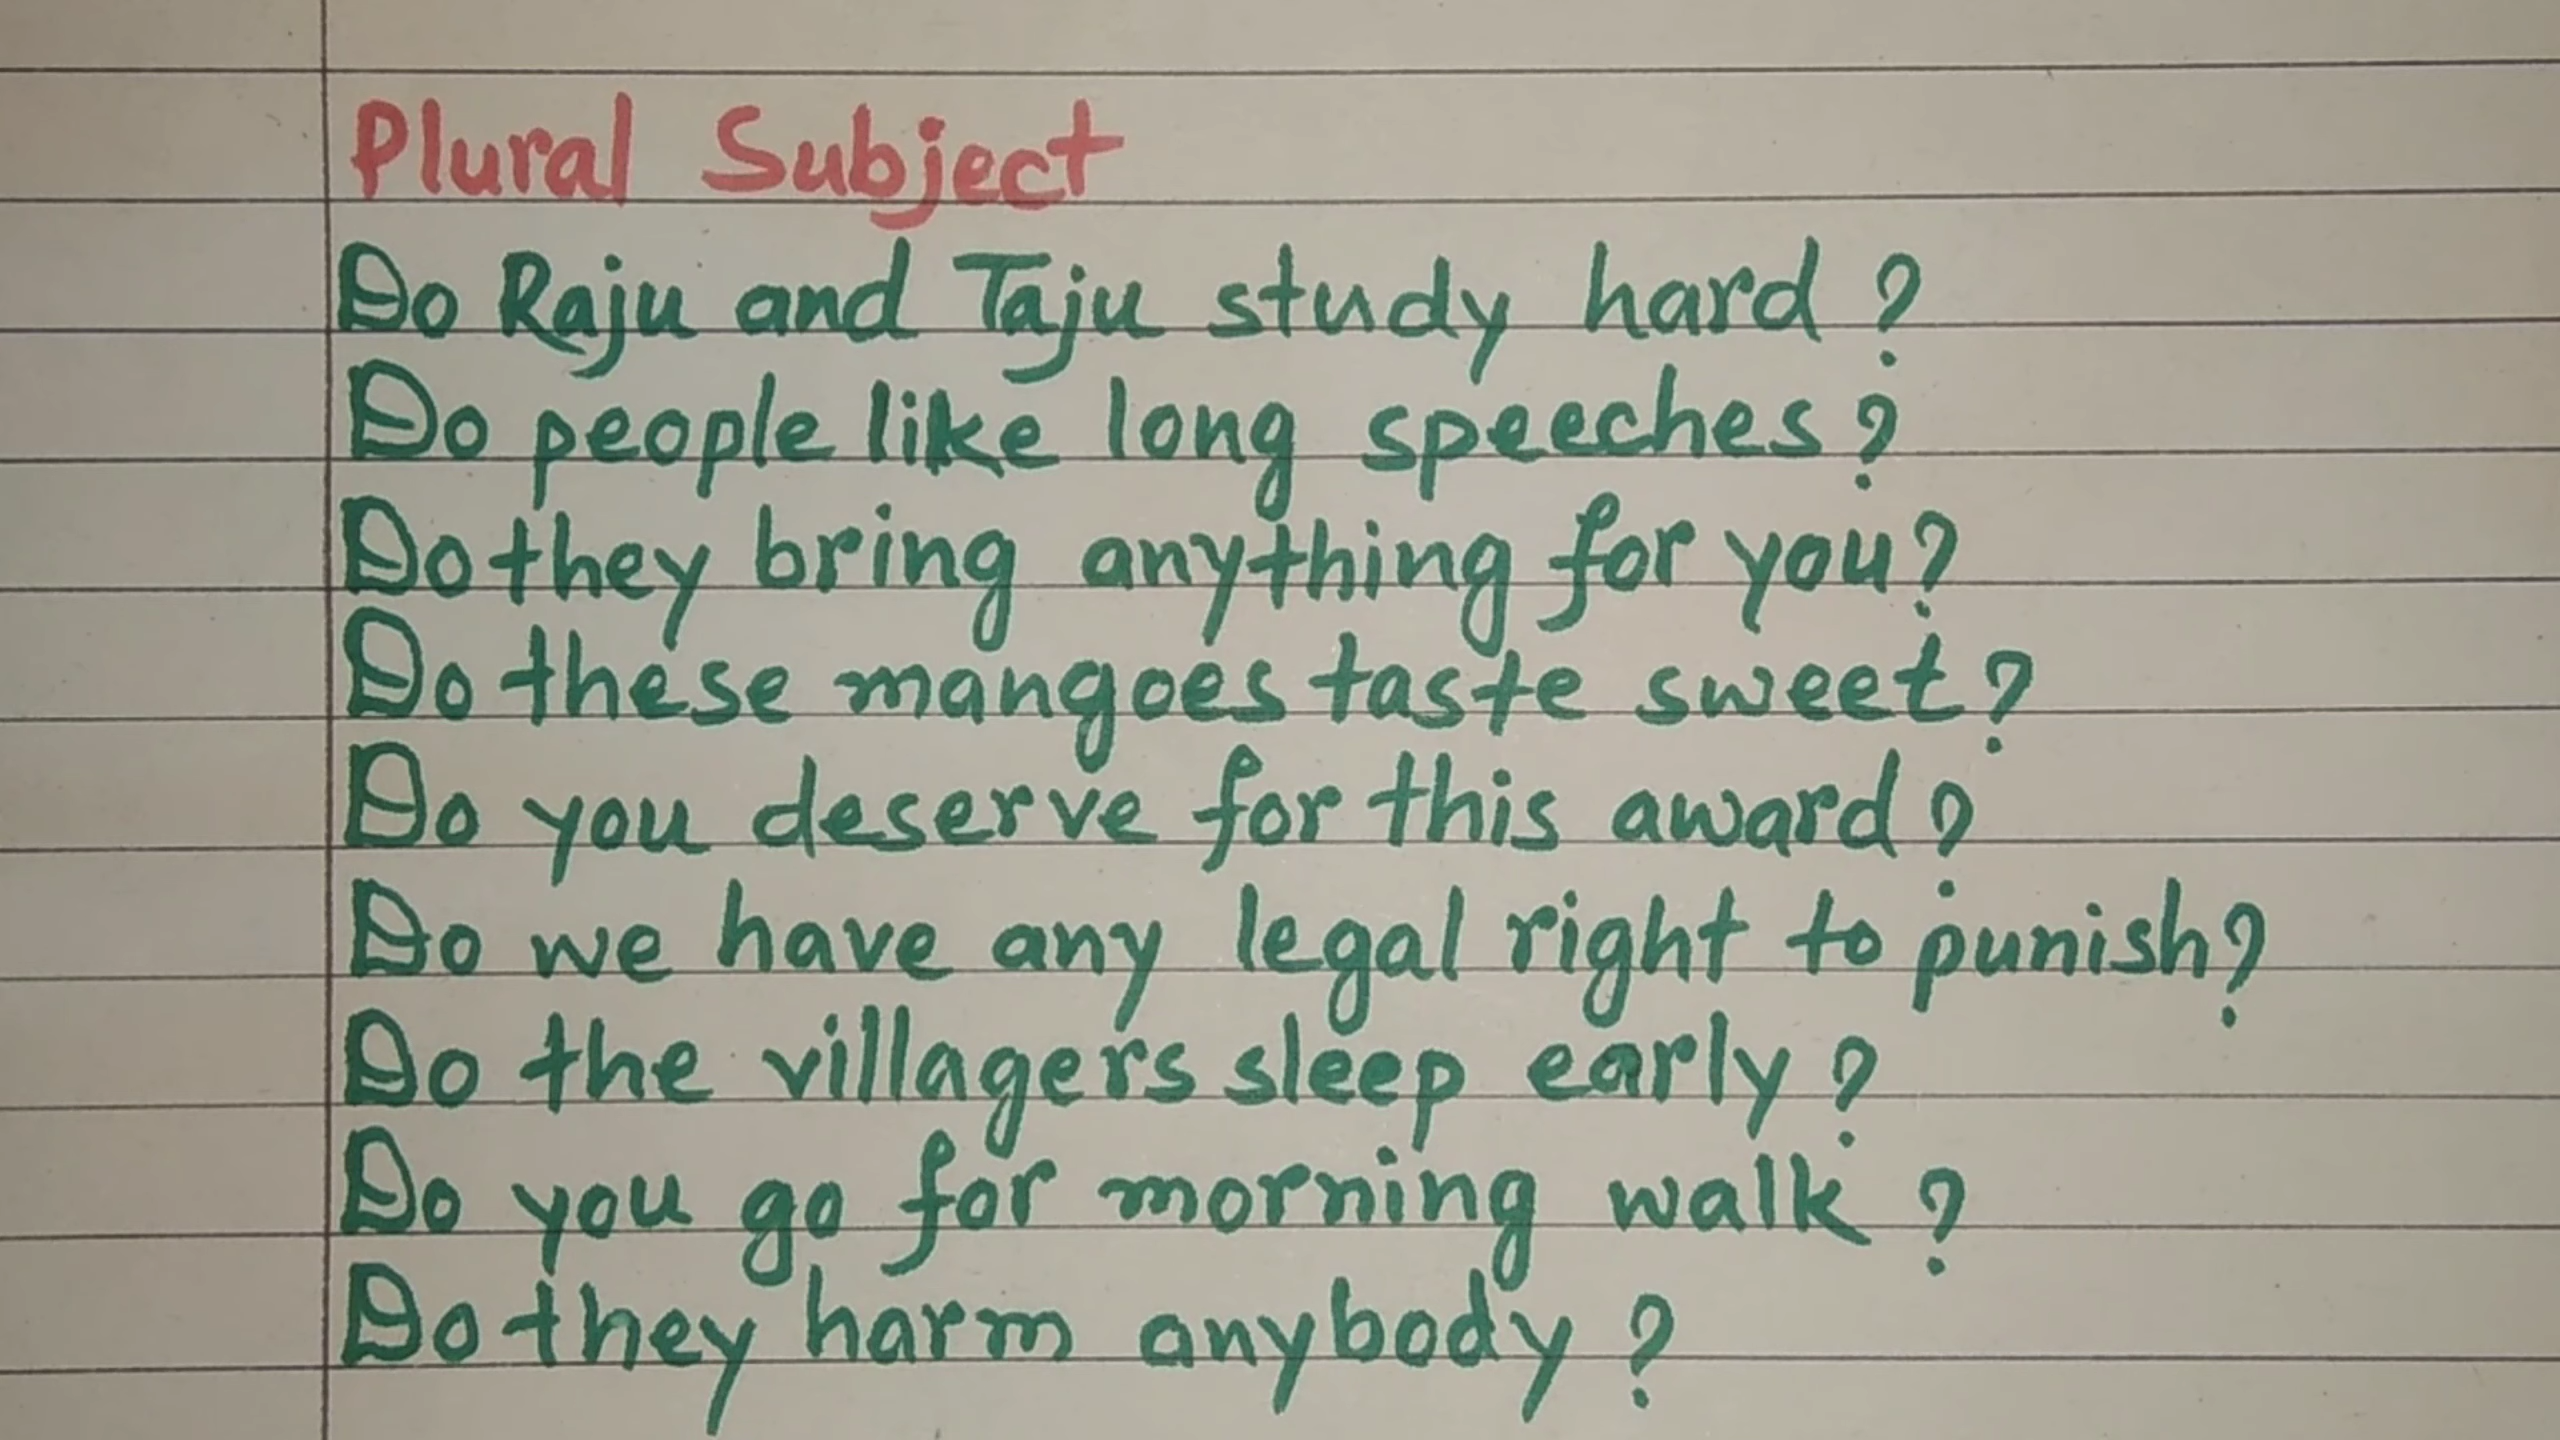 Plural Subject
Do Raju and Taju study hard ?
Do people like long speeches ?
Do they bring anything for you ?
Do these mangoes taste sweet ?
Do you deserve for this award ?
Do we have any legal right to punish ?
Do the villagers sleep early ?
Do you go for morning walk ?
Do they harm anybody ?